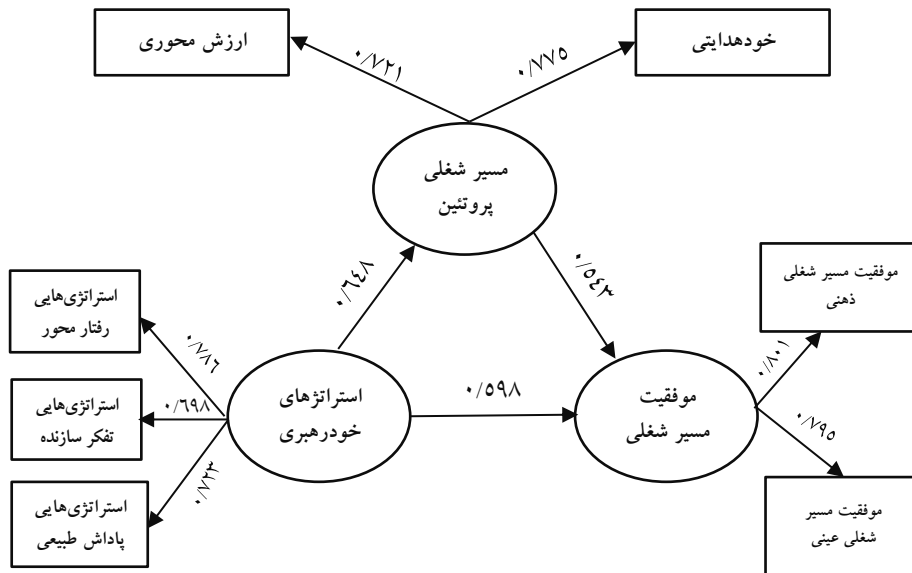 ارزش محوری
خودهدایتی
۰/۷۲۱
۰/۷۷۵
مسیر شغلی
پروتئین
۰/۶۴۸
۰/۵۴۳
استراتژی‌هایی
رفتار محور
استراتژی‌هایی
تفکر سازنده
استراتژی‌هایی
پاداش طبیعی
۰/۷۸۶
۰/۶۹۸
۰/۷۲۳
استراتژهای
خودرهبری
۰/۵۹۸
موفقیت
مسیر شغلی
۰/۸۰۱
۰/۷۹۵
موفقیت مسیر شغلی
ذهنی
موفقیت مسیر
شغلی عینی